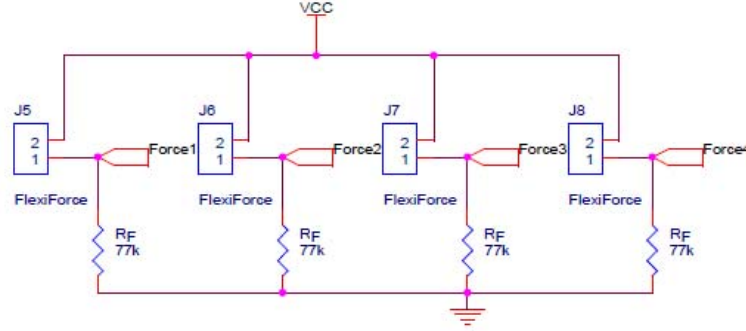 VCC
J5 J6 J7 J8
2 2 2 2
1 Force1 1 Force2 1 Force3 1 Force4
FlexiForce FlexiForce FlexiForce FlexiForce
RF RF RF RF
77k 77k 77k 77k